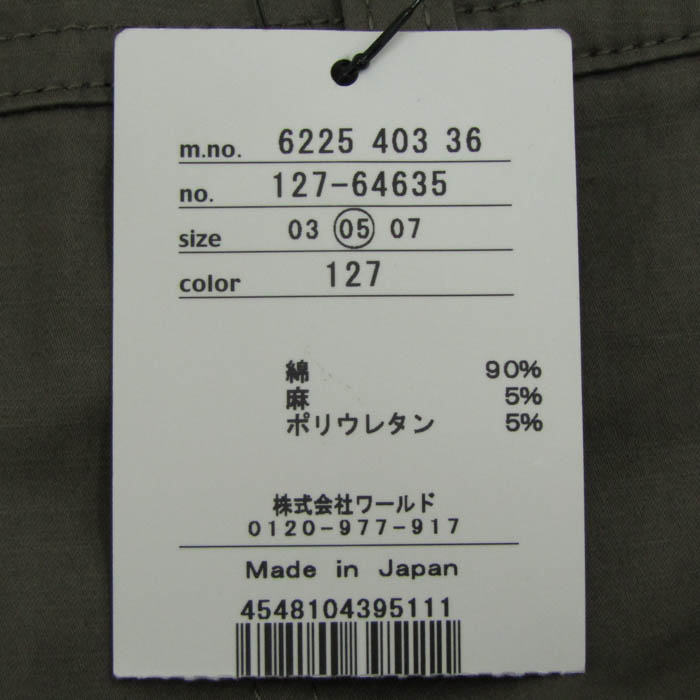 m.no. 6225 403 36
no. 127-64635
size 03 05 07
color 127
綿 90%
麻 5%
ポリウレタン 5%
株式会社ワールド
0120-977-917
Made in Japan
4548104395111